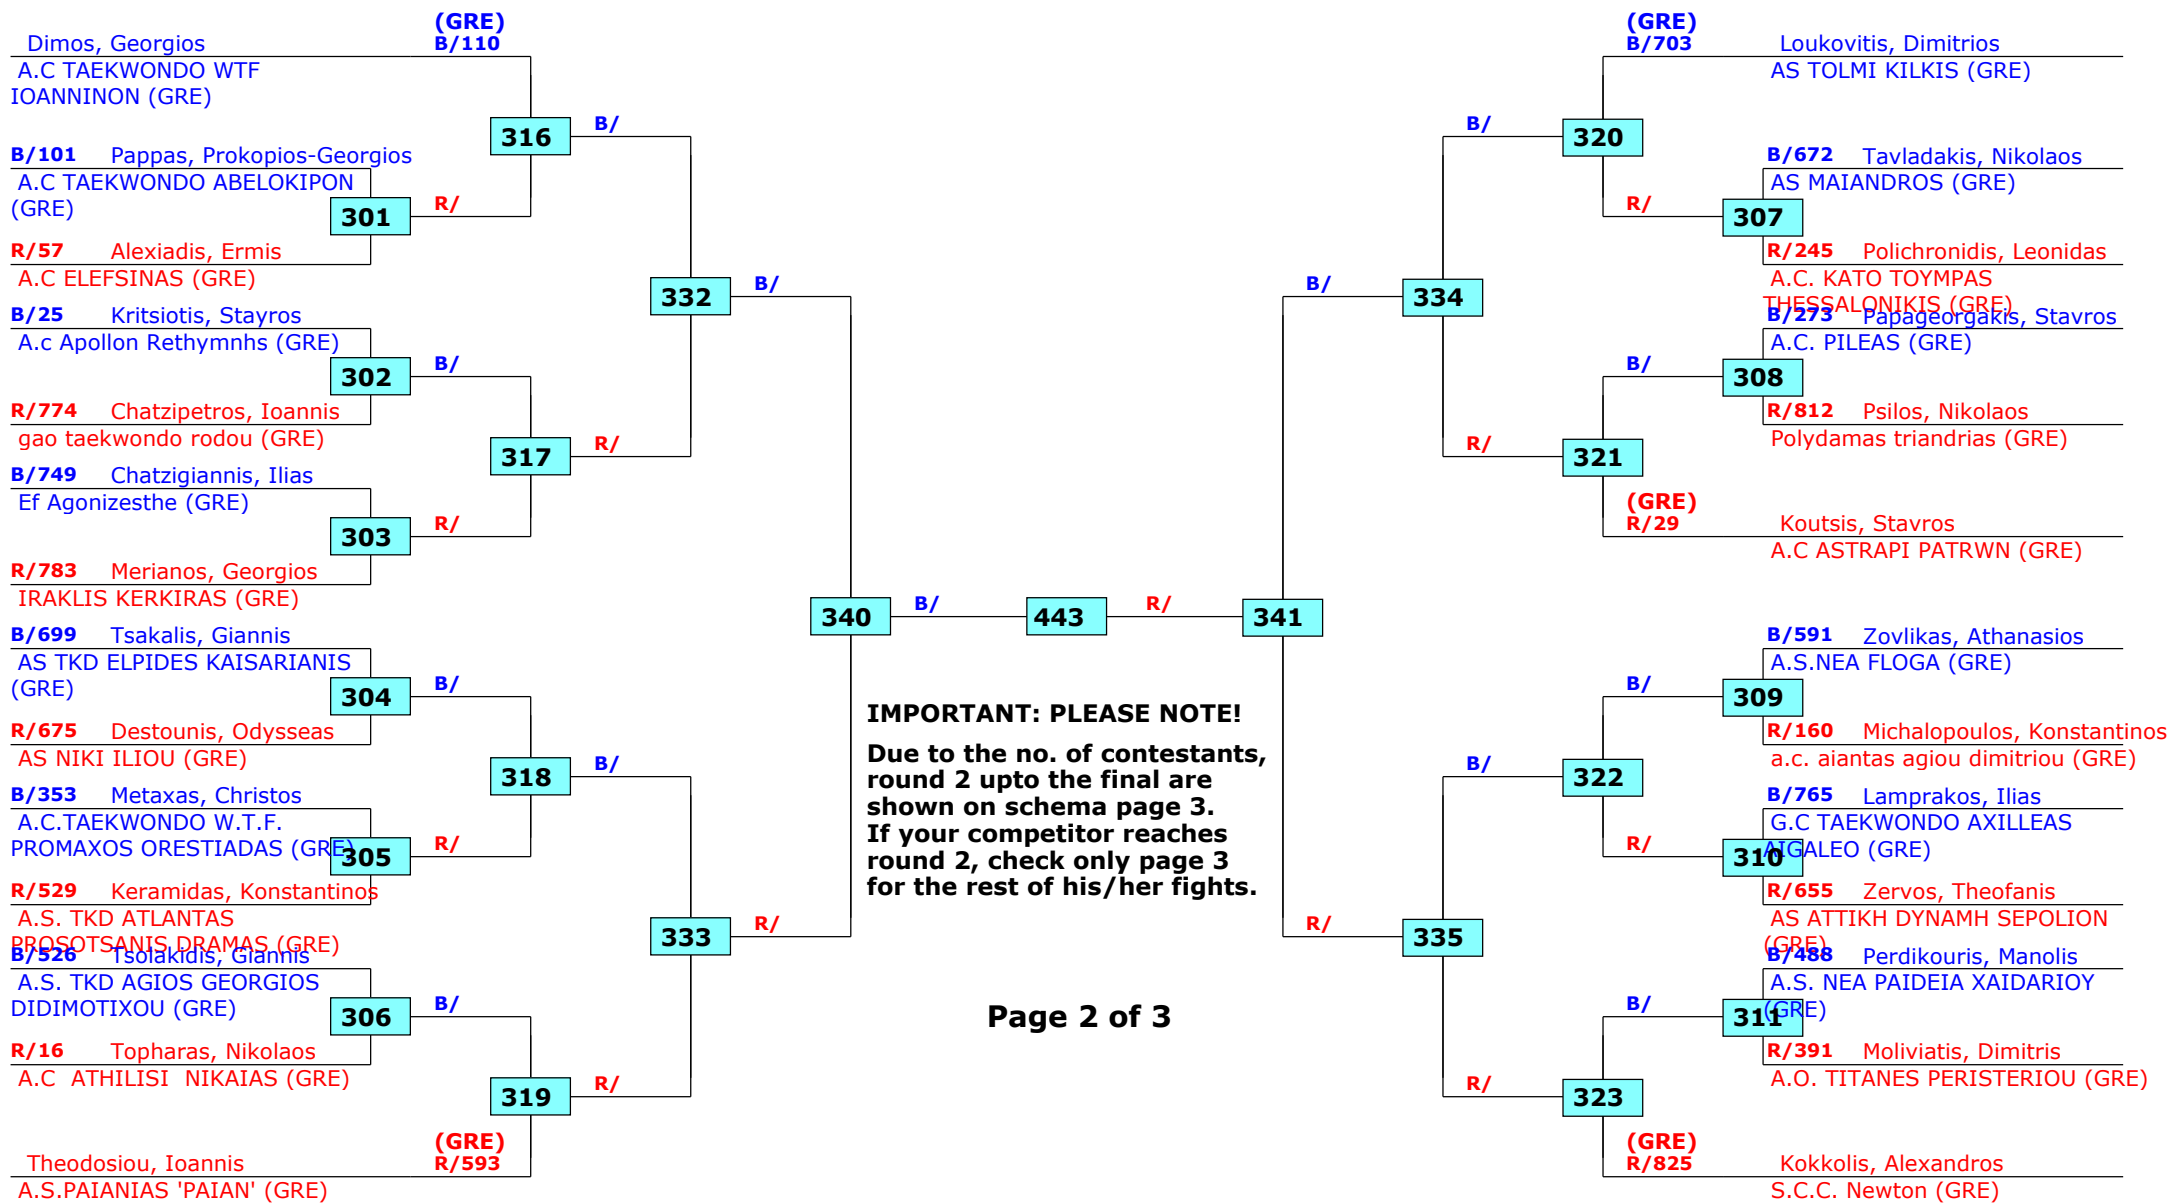 (GRE)
Dimos, Georgios B/110
A.C TAEKWONDO WTF
IOANNINON (GRE)
316
B/
B/101 Pappas, Prokopios-Georgios
A.C TAEKWONDO ABELOKIPON
(GRE)
301
R/
R/57 Alexiadis, Ermis
A.C ELEFSINAS (GRE)
332
B/
B/25 Kritsiotis, Stayros
A.c Apollon Rethymnhs (GRE)
302
B/
R/774 Chatzipetros, Ioannis
gao taekwondo rodou (GRE)
317
R/
B/749 Chatzigiannis, Ilias
Ef Agonizesthe (GRE)
303
R/
R/783 Merianos, Georgios
IRAKLIS KERKIRAS (GRE)
340
B/
443
R/
341
B/699 Tsakalis, Giannis
AS TKD ELPIDES KAISARIANIS
(GRE)
304
B/
R/675 Destounis, Odysseas
AS NIKI ILIOU (GRE)
318
B/
B/353 Metaxas, Christos
A.C.TAEKWONDO W.T.F.
PROMAXOS ORESTIADAS (GRE)
305
R/
R/529 Keramidas, Konstantinos
A.S. TKD ATLANTAS
PROSOTSANIS DRAMAS (GRE)
333
R/
B/526 Tsolakidis, Giannis
A.S. TKD AGIOS GEORGIOS
DIDIMOTIXOU (GRE)
306
B/
R/16 Topharas, Nikolaos
A.C  ATHILISI  NIKAIAS (GRE)
319
R/
(GRE)
Theodosiou, Ioannis R/593
A.S.PAIANIAS 'PAIAN' (GRE)
IMPORTANT: PLEASE NOTE!
Due to the no. of contestants,
round 2 upto the final are
shown on schema page 3.
If your competitor reaches
round 2, check only page 3
for the rest of his/her fights.
Page 2 of 3
(GRE)
B/703 Loukovitis, Dimitrios
AS TOLMI KILKIS (GRE)
B/
320
B/672 Tavladakis, Nikolaos
AS MAIANDROS (GRE)
R/
307
R/245 Polichronidis, Leonidas
A.C. KATO TOYMPAS
THESSALONIKIS (GRE)
B/
334
B/273 Papageorgakis, Stavros
A.C. PILEAS (GRE)
B/
308
R/812 Psilos, Nikolaos
Polydamas triandrias (GRE)
R/
321
(GRE)
R/29 Koutsis, Stavros
A.C ASTRAPI PATRWN (GRE)
B/591 Zovlikas, Athanasios
A.S.NEA FLOGA (GRE)
B/
309
R/160 Michalopoulos, Konstantinos
a.c. aiantas agiou dimitriou (GRE)
B/
322
B/765 Lamprakos, Ilias
G.C TAEKWONDO AXILLEAS
AIGALEO (GRE)
R/
310
R/655 Zervos, Theofanis
AS ATTIKH DYNAMH SEPOLION
(GRE)
R/
335
B/488 Perdikouris, Manolis
A.S. NEA PAIDEIA XAIDARIOY
(GRE)
B/
311
R/391 Moliviatis, Dimitris
A.O. TITANES PERISTERIOU (GRE)
R/
323
(GRE)
R/825 Kokkolis, Alexandros
S.C.C. Newton (GRE)